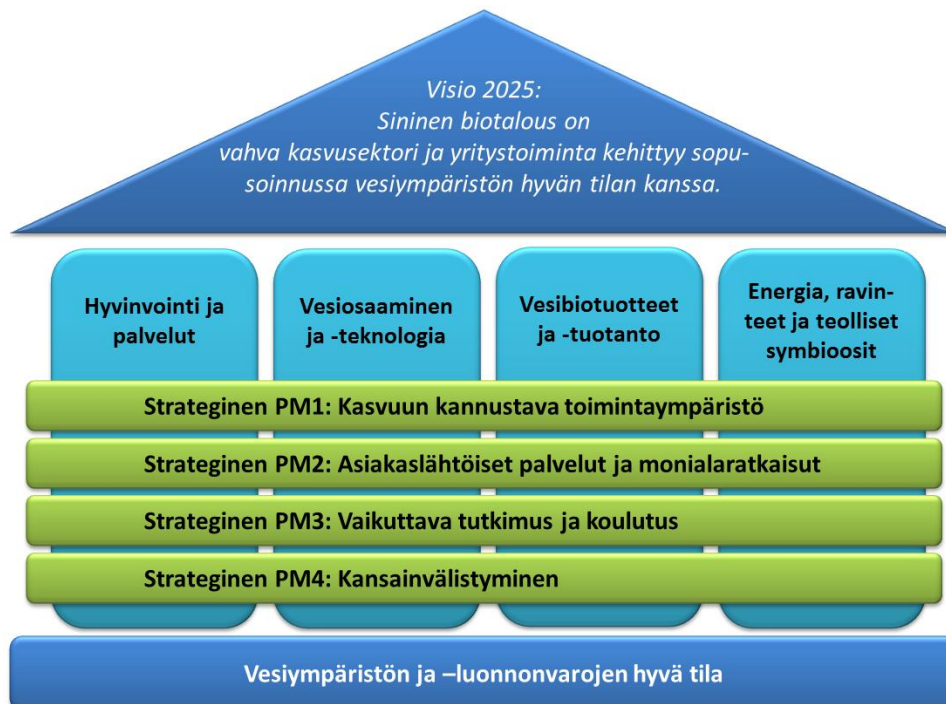 Visio 2025:
Sininen biotalous on
vahva kasvusektori ja yritystoiminta kehittyy sopu-
soinnussa vesiympäristön hyvän tilan kanssa.
Hyvinvointi ja
palvelut
Vesiosaaminen
ja -teknologia
Vesibiotuotteet
ja -tuotanto
Energia, ravin-
teet ja teolliset
symbioosit
Strateginen PM1: Kasvuun kannustava toimintaympäristö
Strateginen PM2: Asiakaslähtöiset palvelut ja monialaratkaisut
Strateginen PM3: Vaikuttava tutkimus ja koulutus
Strateginen PM4: Kansainvälistyminen
Vesiympäristön ja –luonnonvarojen hyvä tila